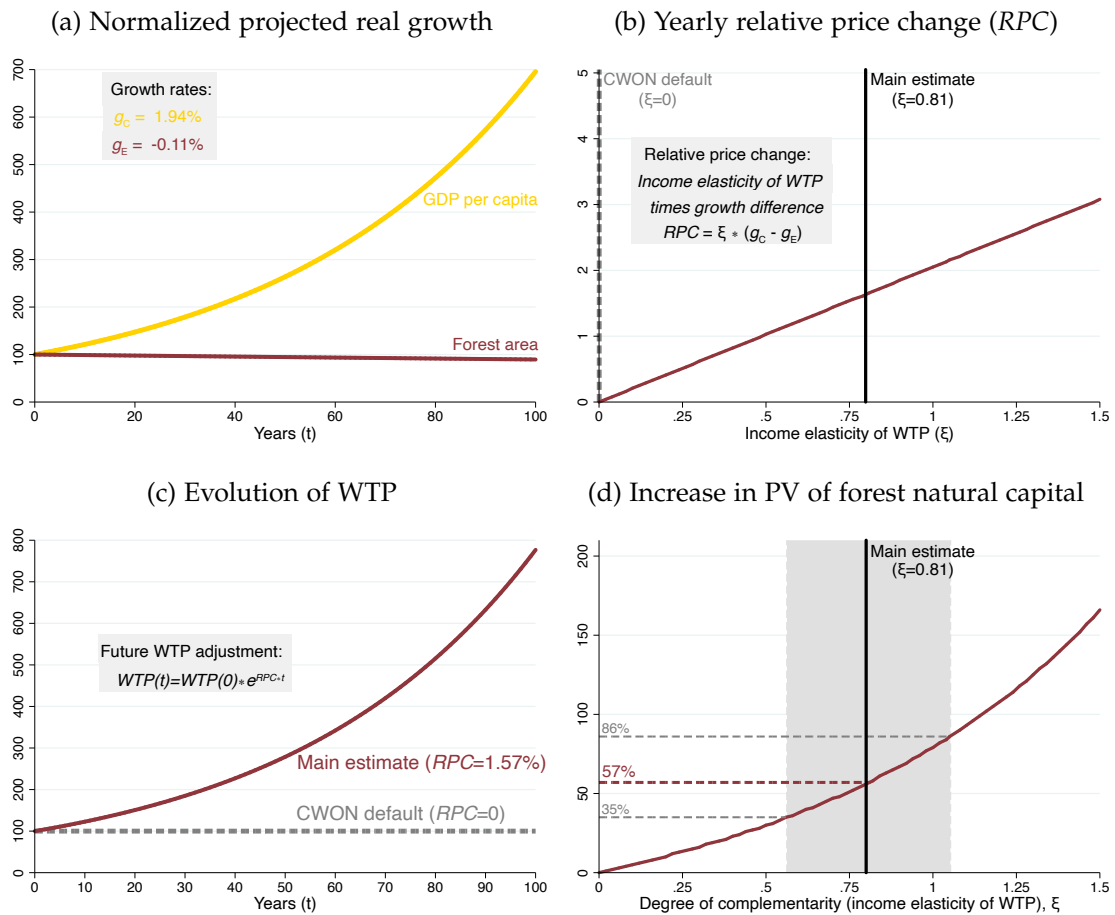 (a) Normalized projected real growth
700
600
500
400
300
200
100
0
Growth rates:
g_C = 1.94%
g_E = -0.11%
GDP per capita
Forest area
0 20 40 60 80 100
Years (t)
(b) Yearly relative price change (RPC)
5
4
3
2
1
0
CWON default
(ξ=0)
Main estimate
(ξ=0.81)
Relative price change:
Income elasticity of WTP
times growth difference
RPC = ξ * (g_C - g_E)
0 .25 .5 .75 1 1.25 1.5
Income elasticity of WTP (ξ)
(c) Evolution of WTP
800
700
600
500
400
300
200
100
0
Future WTP adjustment:
WTP(t)=WTP(0)*e^RPC*t
Main estimate (RPC=1.57%)
CWON default (RPC=0)
0 10 20 30 40 50 60 70 80 90 100
Years (t)
(d) Increase in PV of forest natural capital
200
150
100
50
0
Main estimate
(ξ=0.81)
86%
57%
35%
0 .25 .5 .75 1 1.25 1.5
Degree of complementarity (income elasticity of WTP), ξ